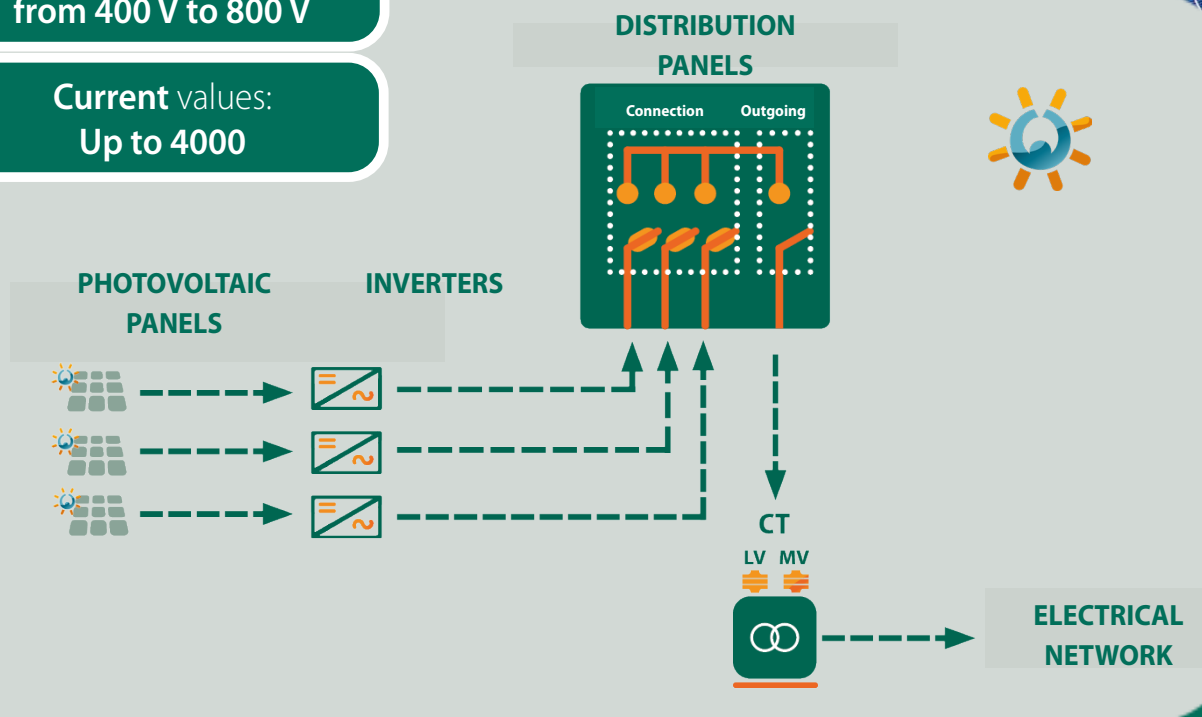 from 400 V to 800 V
Current values:
Up to 4000
DISTRIBUTION
PANELS
Connection Outgoing
PHOTOVOLTAIC
PANELS
INVERTERS
CT
LV MV
ELECTRICAL
NETWORK